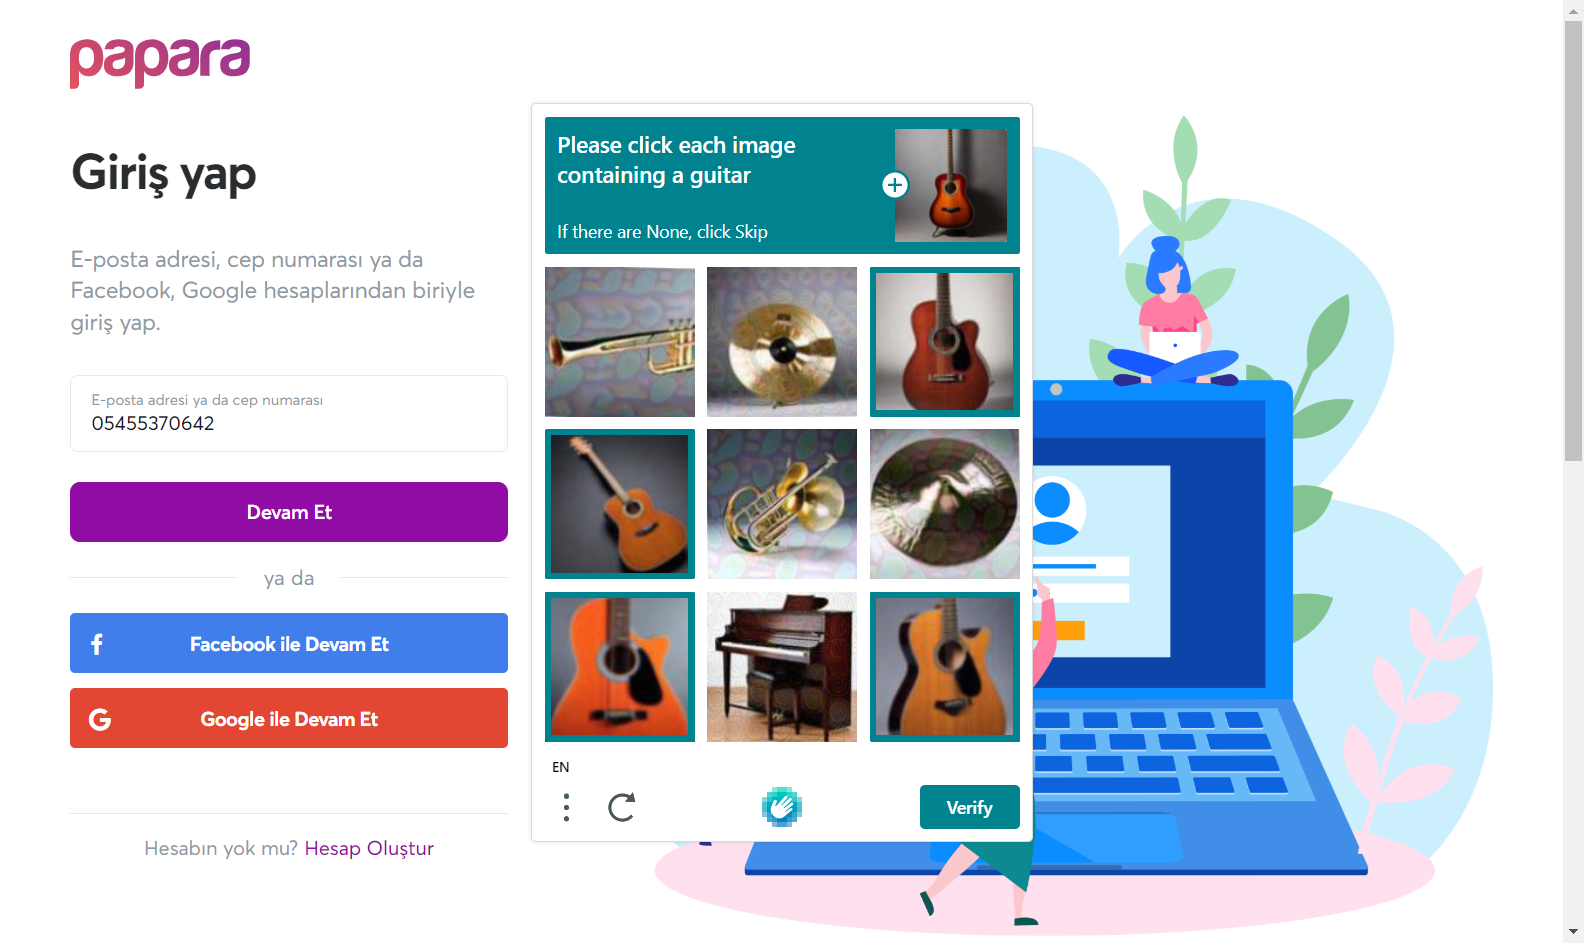 papara
Giriş yap
E-posta adresi, cep numarası ya da
Facebook, Google hesaplarından biriyle
giriş yap.
E-posta adresi ya da cep numarası
05455370642
Devam Et
ya da
Facebook ile Devam Et
Google ile Devam Et
Hesabın yok mu? Hesap Oluştur
Please click each image
containing a guitar
If there are None, click Skip
EN
Verify